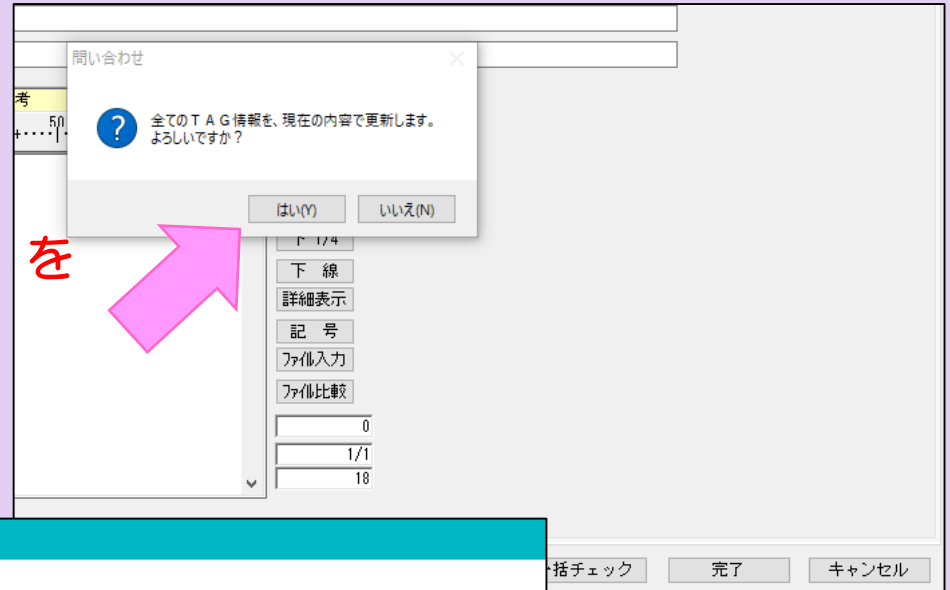 問い合わせ
全てのＴＡＧ情報を、現在の内容で更新します。
よろしいですか？
はい(Y)
いいえ(N)
考
50
を
下 1/4
下 線
詳細表示
記 号
ﾌｧｲﾙ入力
ﾌｧｲﾙ比較
0
1/1
18
括チェック
完了
キャンセル